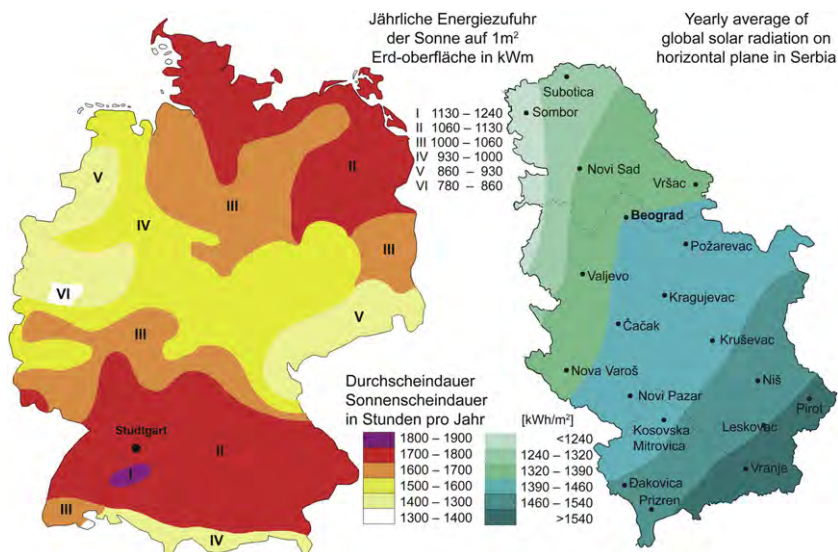 Jährliche Energiezufuhr
der Sonne auf 1m²
Erd-oberfläche in kWm
I 1130 – 1240
II 1060 – 1130
III 1000 – 1060
IV 930 – 1000
V 860 – 930
VI 780 – 860
V
IV
III
II
VI
III
V
III
Studtgart
II
I
III
IV
Durchscheindauer
Sonnenscheindauer
in Stunden pro Jahr
1800 – 1900
1700 – 1800
1600 – 1700
1500 – 1600
1400 – 1300
1300 – 1400
[kWh/m²]
<1240
1240 – 1320
1320 – 1390
1390 – 1460
1460 – 1540
>1540
Yearly average of
global solar radiation on
horizontal plane in Serbia
Subotica
Sombor
Novi Sad
Vršac
Beograd
Požarevac
Valjevo
Kragujevac
Čačak
Kruševac
Nova Varoš
Niš
Novi Pazar
Pirot
Kosovska
Mitrovica
Leskovac
Vranje
Đakovica
Prizren